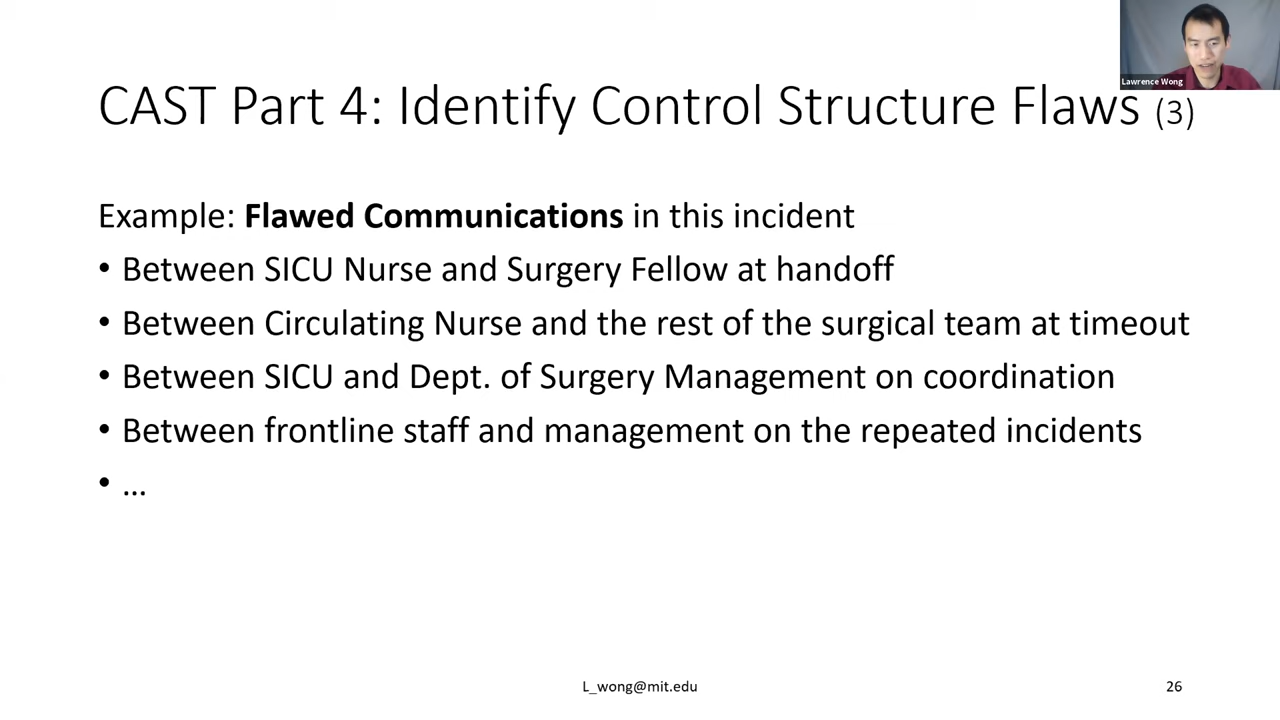 Lawrence Wong
CAST Part 4: Identify Control Structure Flaws (3)
Example: Flawed Communications in this incident
• Between SICU Nurse and Surgery Fellow at handoff
• Between Circulating Nurse and the rest of the surgical team at timeout
• Between SICU and Dept. of Surgery Management on coordination
• Between frontline staff and management on the repeated incidents
• …
L_wong@mit.edu
26